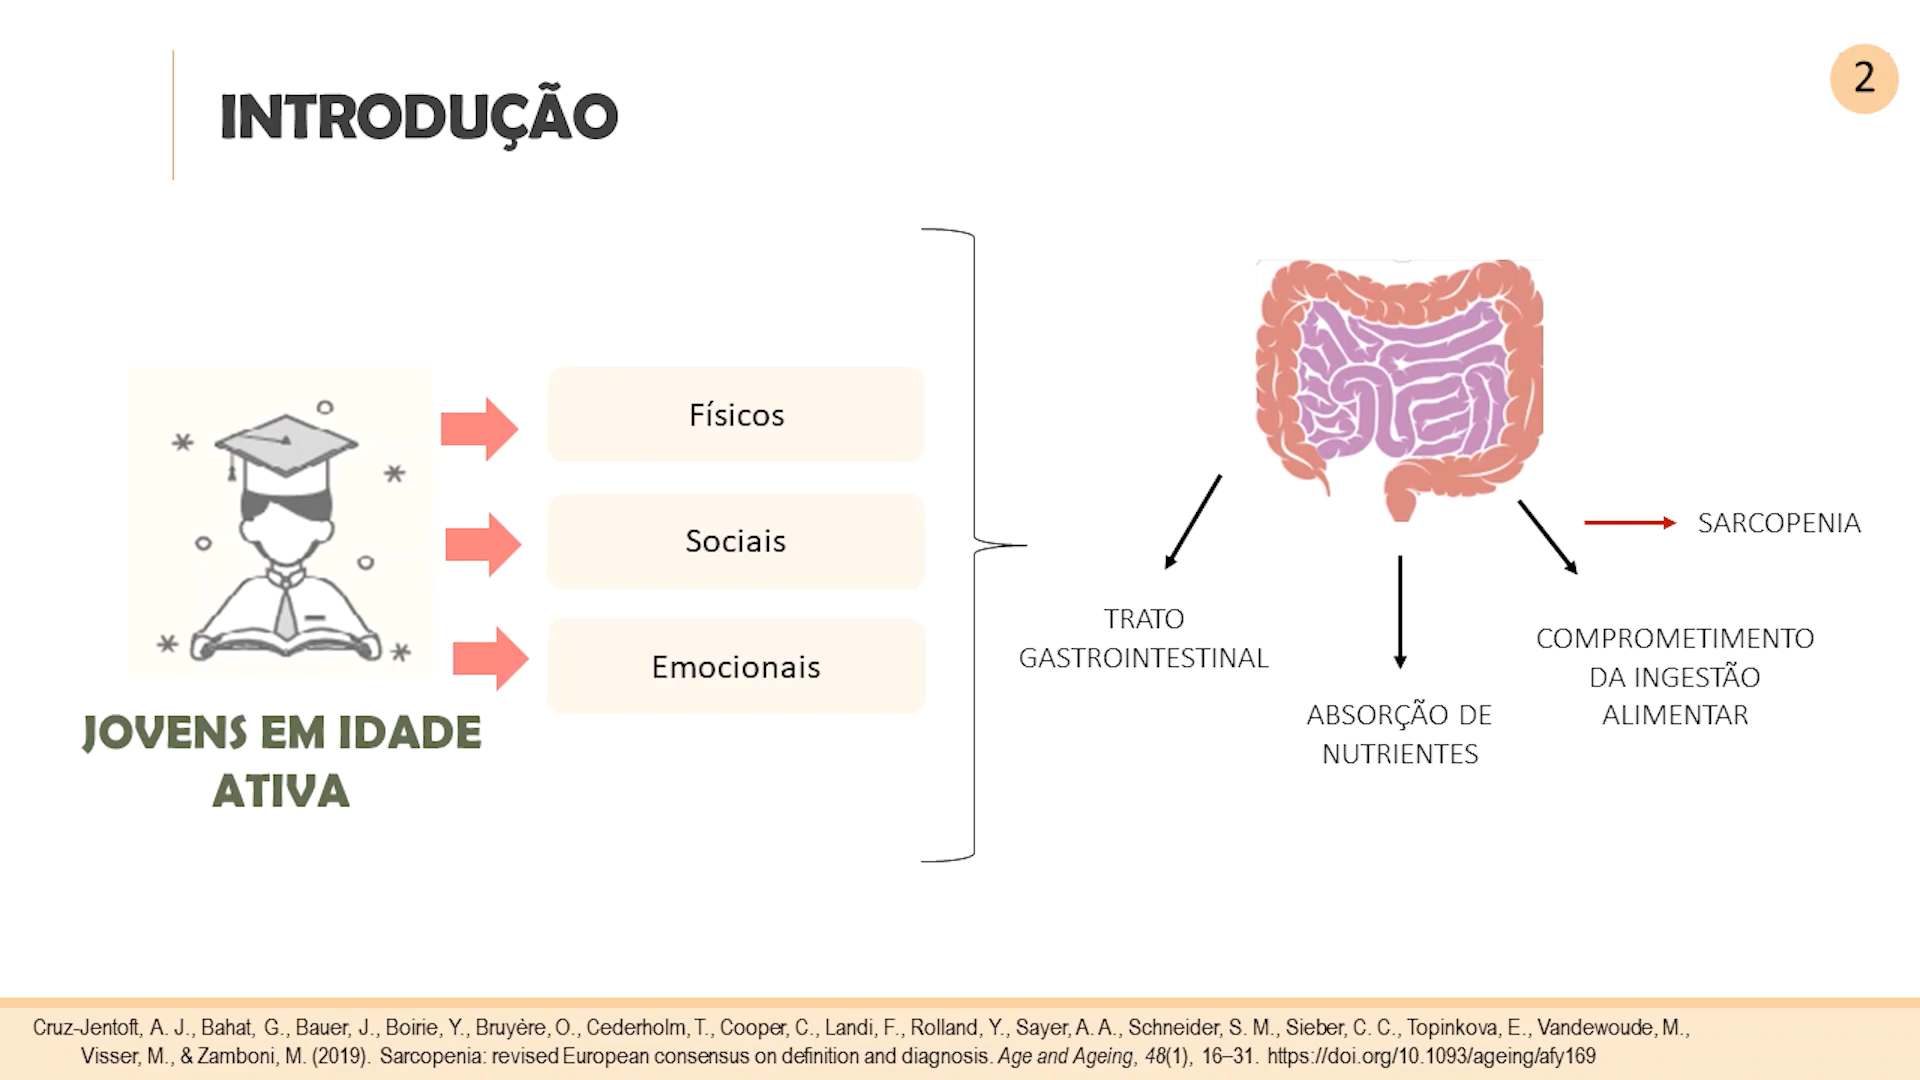 INTRODUÇÃO
2
Físicos
Sociais
Emocionais
JOVENS EM IDADE
ATIVA
SARCOPENIA
TRATO
GASTROINTESTINAL
COMPROMETIMENTO
DA INGESTÃO
ALIMENTAR
ABSORÇÃO DE
NUTRIENTES
Cruz-Jentoft, A. J., Bahat, G., Bauer, J., Boirie, Y., Bruyère, O., Cederholm, T., Cooper, C., Landi, F., Rolland, Y., Sayer, A. A., Schneider, S. M., Sieber, C. C., Topinkova, E., Vandewoude, M.,
Visser, M., & Zamboni, M. (2019). Sarcopenia: revised European consensus on definition and diagnosis. Age and Ageing, 48(1), 16–31. https://doi.org/10.1093/ageing/afy169